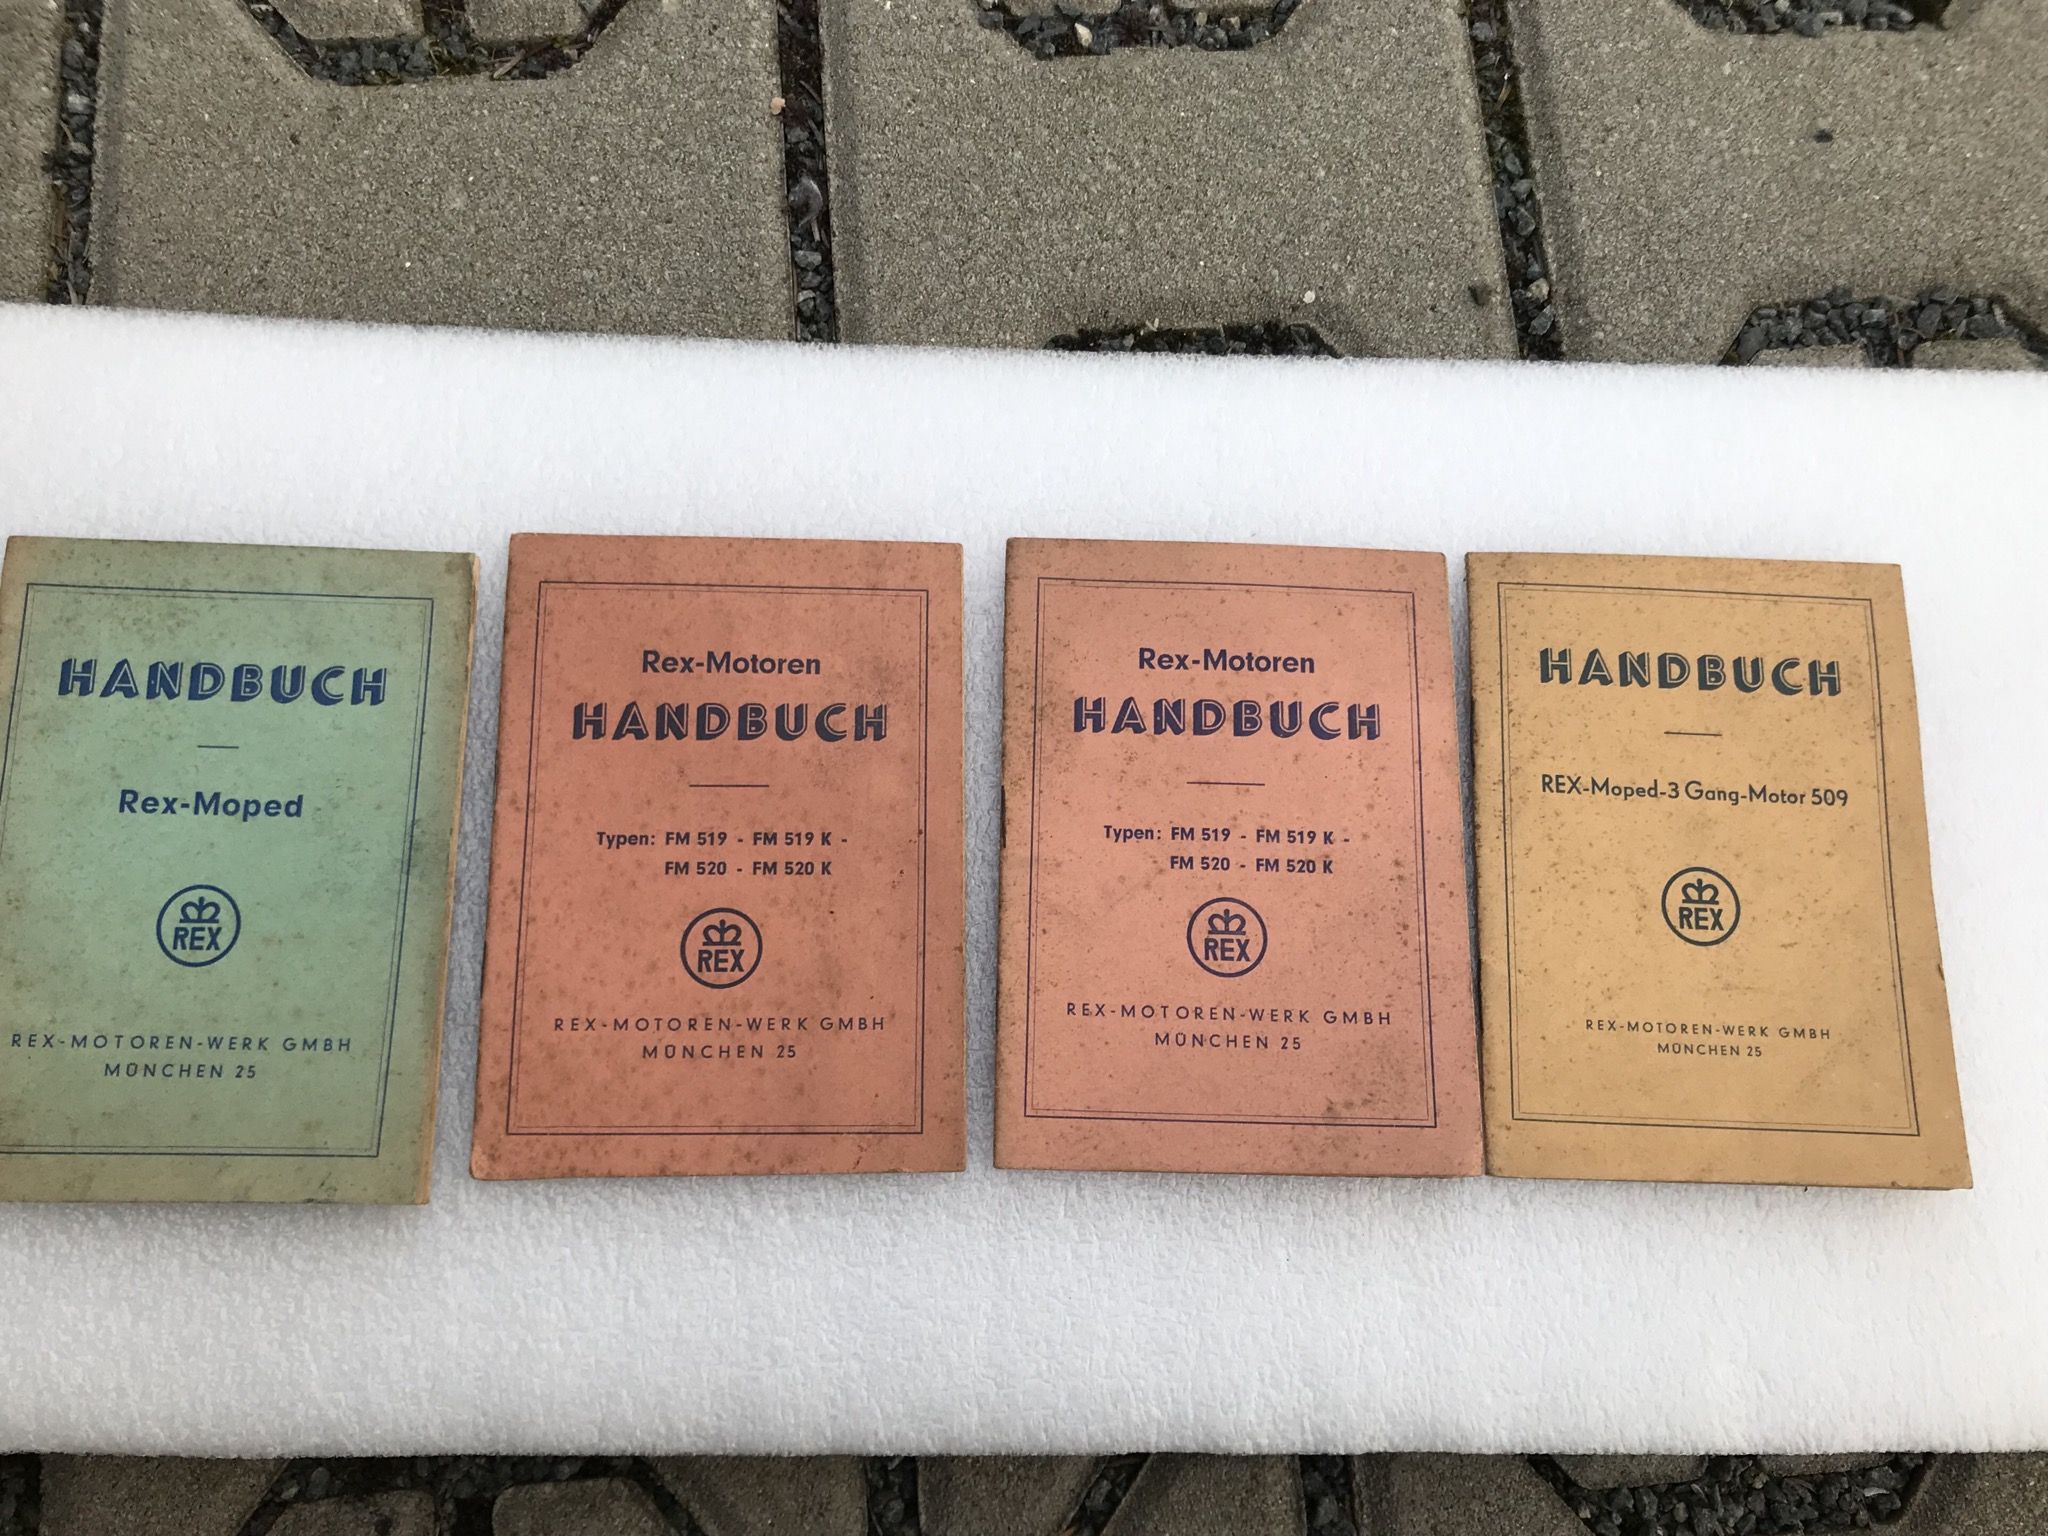 HANDBUCH
Rex-Moped
REX
REX-MOTOREN-WERK GMBH
MÜNCHEN 25
Rex-Motoren
HANDBUCH
Typen: FM 519 - FM 519 K -
FM 520 - FM 520 K
REX
REX-MOTOREN-WERK GMBH
MÜNCHEN 25
Rex-Motoren
HANDBUCH
Typen: FM 519 - FM 519 K -
FM 520 - FM 520 K
REX
REX-MOTOREN-WERK GMBH
MÜNCHEN 25
HANDBUCH
REX-Moped-3 Gang-Motor 509
REX
REX-MOTOREN-WERK GMBH
MÜNCHEN 25